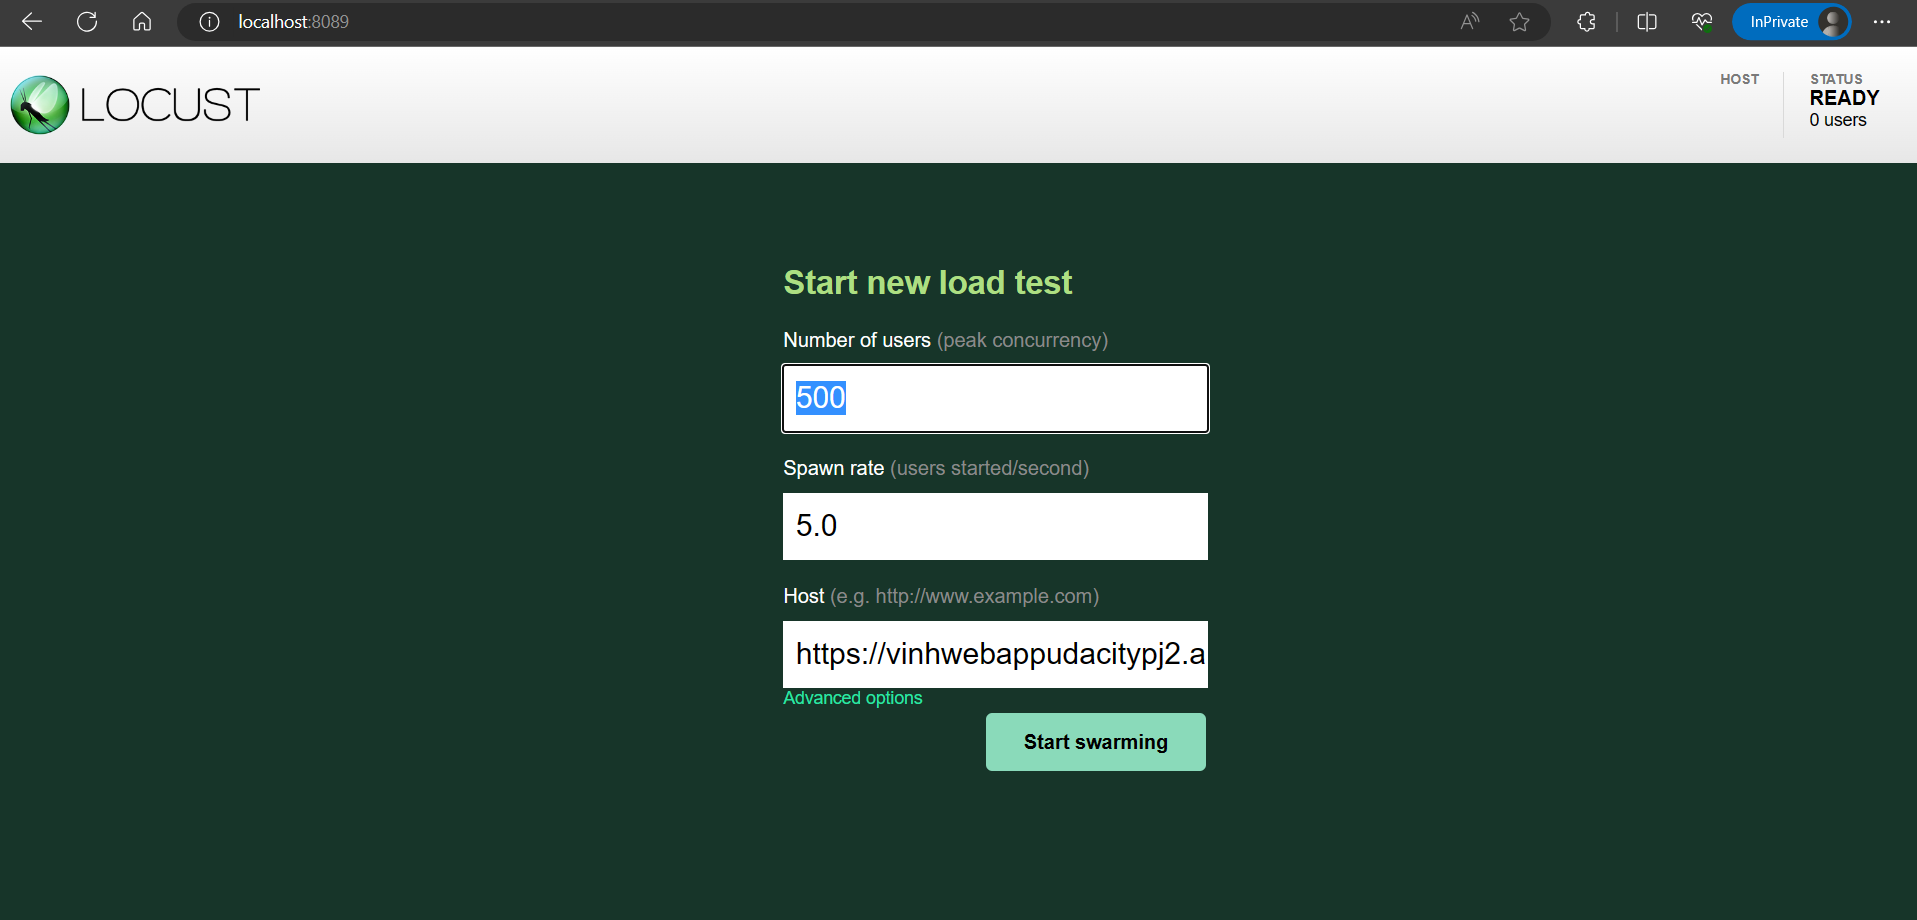 localhost:8089
InPrivate
LOCUST
HOST
STATUS
READY
0 users
Start new load test
Number of users (peak concurrency)
500
Spawn rate (users started/second)
5.0
Host (e.g. http://www.example.com)
https://vinhwebappudacitypj2.a
Advanced options
Start swarming